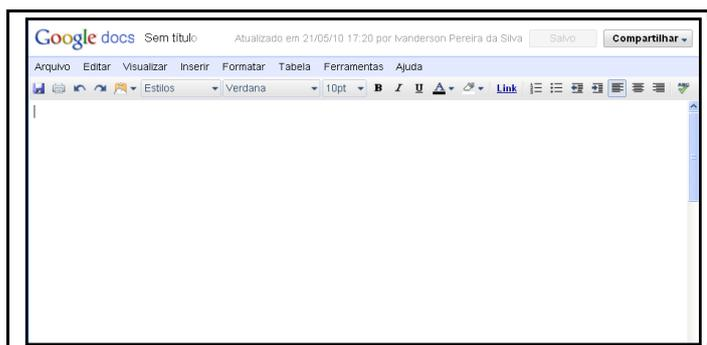 Google docs Sem título Atualizado em 21/05/10 17:20 por Ivanderson Pereira da Silva Salvo Compartilhar
Arquivo Editar Visualizar Inserir Formatar Tabela Ferramentas Ajuda
Estilos Verdana 10pt B I U A Link